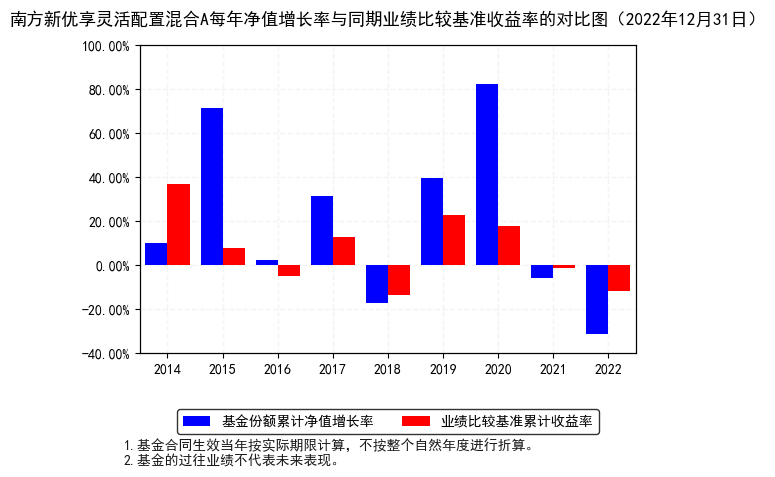 南方新优享灵活配置混合A每年净值增长率与同期业绩比较基准收益率的对比图（2022年12月31日）
100.00%
80.00%
60.00%
40.00%
20.00%
0.00%
−20.00%
−40.00%
2014 2015 2016 2017 2018 2019 2020 2021 2022
基金份额累计净值增长率 业绩比较基准累计收益率
1.基金合同生效当年按实际期限计算，不按整个自然年度进行折算。
2.基金的过往业绩不代表未来表现。